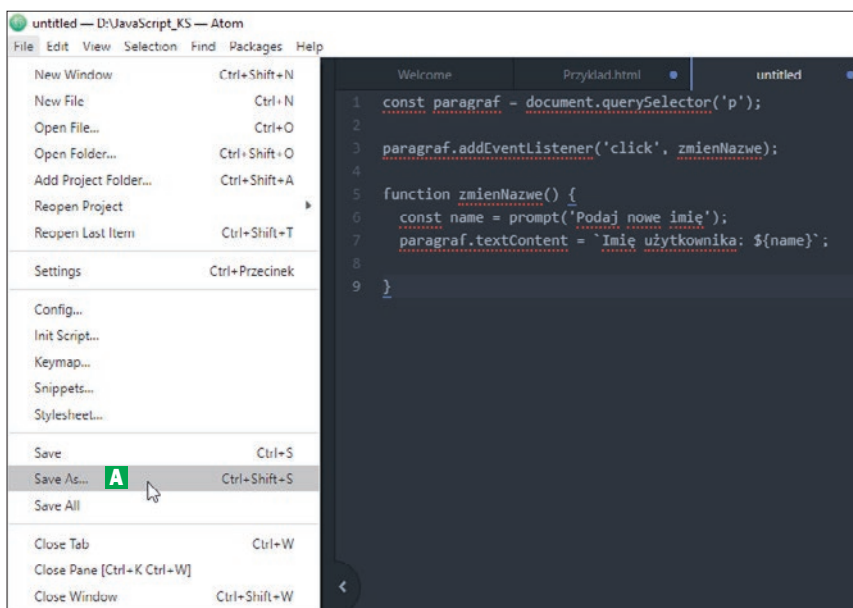 untitled — D:\JavaScript_KS — Atom
File Edit View Selection Find Packages Help
New Window Ctrl+Shift+N
New File Ctrl+N
Open File... Ctrl+O
Open Folder... Ctrl+Shift+O
Add Project Folder... Ctrl+Shift+A
Reopen Project
Reopen Last Item Ctrl+Shift+T
Settings Ctrl+Przecinek
Config...
Init Script...
Keymap...
Snippets...
Stylesheet...
Save Ctrl+S
Save As... A Ctrl+Shift+S
Save All
Close Tab Ctrl+W
Close Pane [Ctrl+K Ctrl+W]
Close Window Ctrl+Shift+W
Welcome Przyklad.html untitled
1 const paragraf = document.querySelector('p');
2
3 paragraf.addEventListener('click', zmienNazwe);
4
5 function zmienNazwe() {
6 const name = prompt('Podaj nowe imię');
7 paragraf.textContent = `Imię użytkownika: ${name}`;
8
9 }